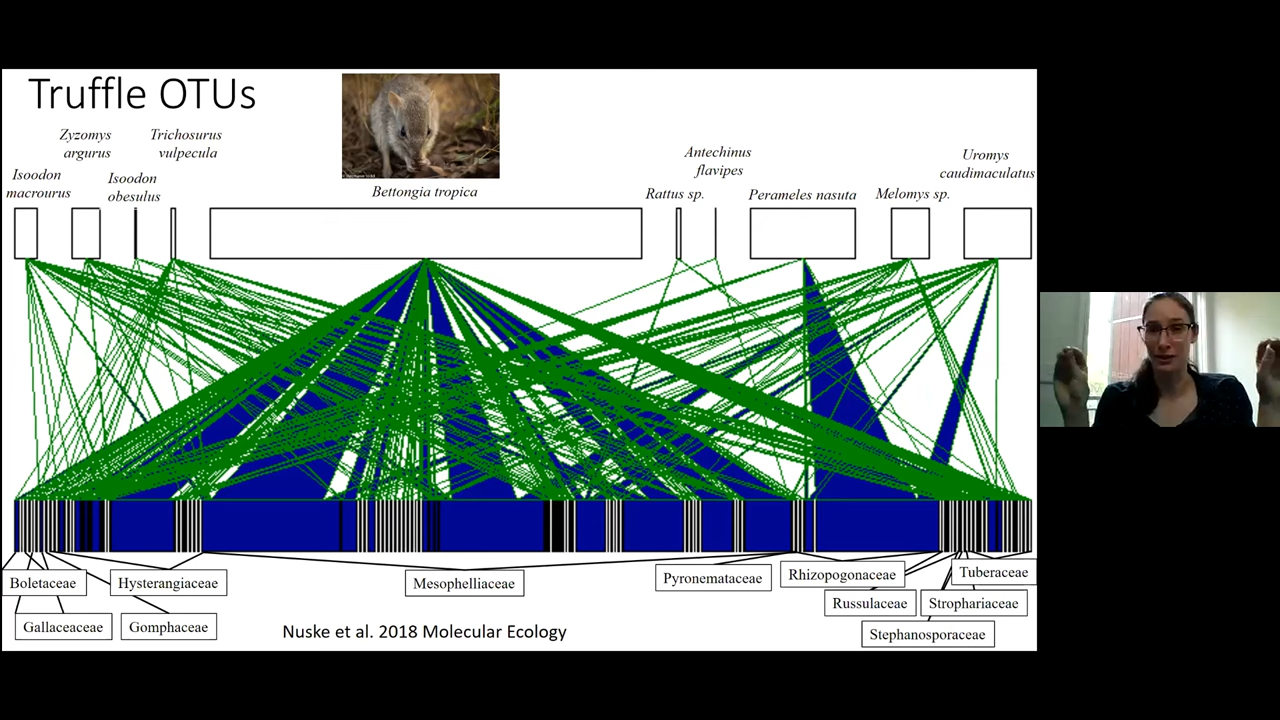 Truffle OTUs
Zyzomys
argurus
Trichosurus
vulpecula
Isoodon
macrourus
Isoodon
obesulus
Bettongia tropica
Rattus sp.
Antechinus
flavipes
Perameles nasuta
Melomys sp.
Uromys
caudimaculatus
Boletaceae
Hysterangiaceae
Mesophelliaceae
Pyronemataceae
Rhizopogonaceae
Tuberaceae
Russulaceae
Strophariaceae
Gallaceaceae
Gomphaceae
Stephanosporaceae
Nuske et al. 2018 Molecular Ecology